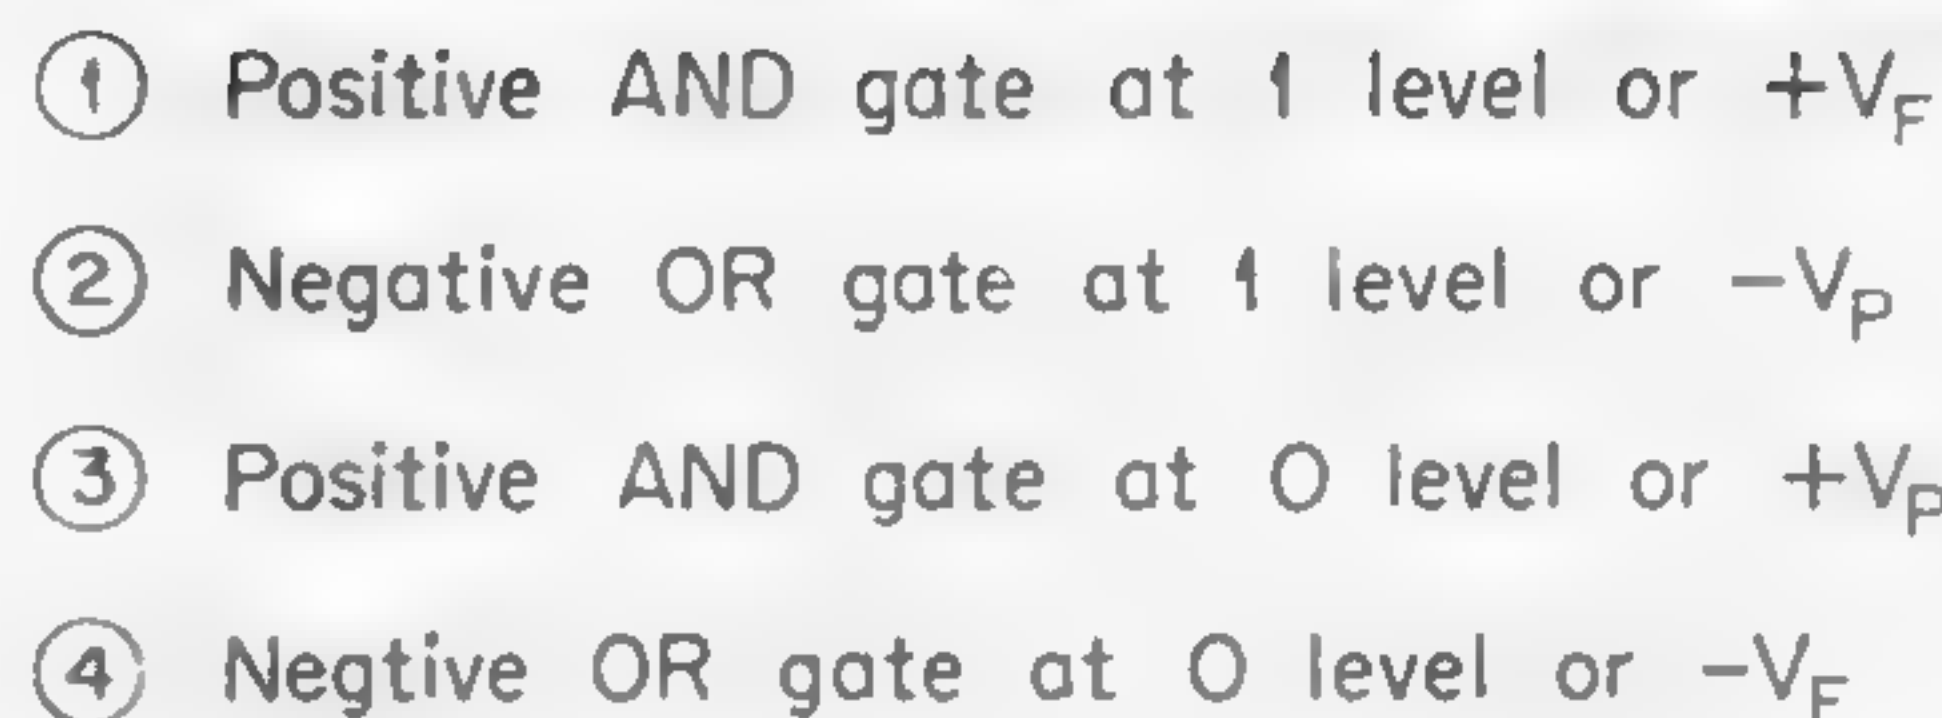 ① Positive AND gate at 1 level or +V_F
② Negative OR gate at 1 level or −V_P
③ Positive AND gate at 0 level or +V_P
④ Negtive OR gate at 0 level or −V_F